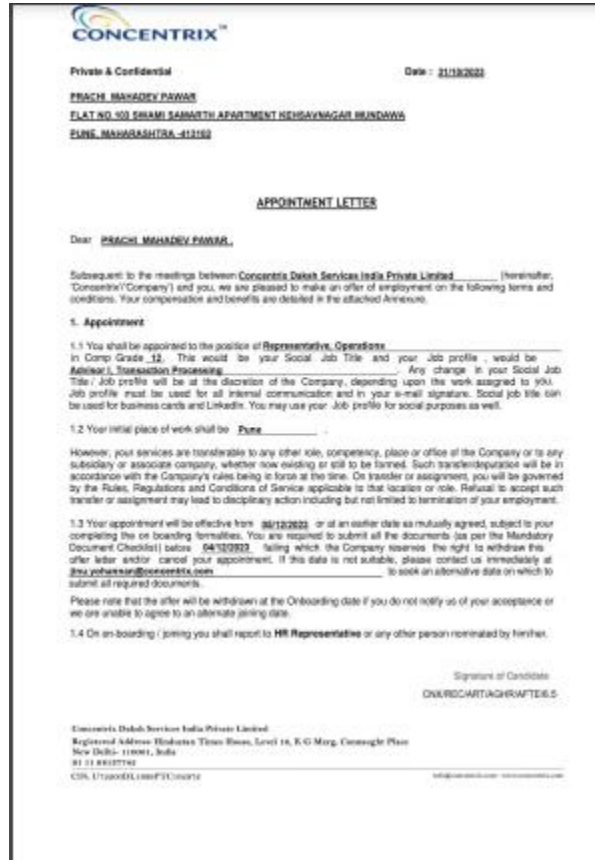 CONCENTRIX™
Private & Confidential
Date :
PRACHI MAHADEV PAWAR
FLAT NO. 103 SWAMI SAMARTH APARTMENT KEHSAVNAGAR MUNDAWA
PUNE, MAHARASHTRA
APPOINTMENT LETTER
Dear PRACHI MAHADEV PAWAR ,
Subsequent to the meetings between Concentrix Daksh Services India Private Limited (hereinafter,
'Concentrix'/'Company') and you, we are pleased to make an offer of employment on the following terms and
conditions. Your compensation and benefits are detailed in the attached Annexure.
1. Appointment
1.1 You shall be appointed to the position of Representative, Operations
in Comp Grade 12. This would be your Social Job Title and your Job profile , would be
Advisor I, Transaction Processing. Any change in your Social Job
Title / Job profile will be at the discretion of the Company, depending upon the work assigned to you.
Job profile must be used for all internal communication and in your e-mail signature. Social job title can
be used for business cards and LinkedIn. You may use your Job profile for social purposes as well.
1.2 Your initial place of work shall be Pune .
However, your services are transferable to any other role, competency, place or office of the Company or to any
subsidiary or associate company, whether now existing or still to be formed. Such transfer/deputation will be in
accordance with the Company's rules being in force at the time. On transfer or assignment, you will be governed
by the Rules, Regulations and Conditions of Service applicable to that location or role. Refusal to accept such
transfer or assignment may lead to disciplinary action including but not limited to termination of your employment.
1.3 Your appointment will be effective from 05/12/2023 or at an earlier date as mutually agreed, subject to your
completing the on boarding formalities. You are required to submit all the documents (as per the Mandatory
Document Checklist) before 04/12/2023 failing which the Company reserves the right to withdraw this
offer letter and/or cancel your appointment. If this date is not suitable, please contact us immediately at
jinu.yohannan@concentrix.com to seek an alternative date on which to
submit all required documents.
Please note that the offer will be withdrawn at the Onboarding date if you do not notify us of your acceptance or
we are unable to agree to an alternate joining date.
1.4 On on-boarding / joining you shall report to HR Representative or any other person nominated by him/her.
Signature of Candidate
CNX/REC/ART/AGHR/AFTE/6.5
Concentrix Daksh Services India Private Limited
Registered Address: Hindustan Times House, Level 10, K G Marg, Connaught Place
New Delhi- 110001, India